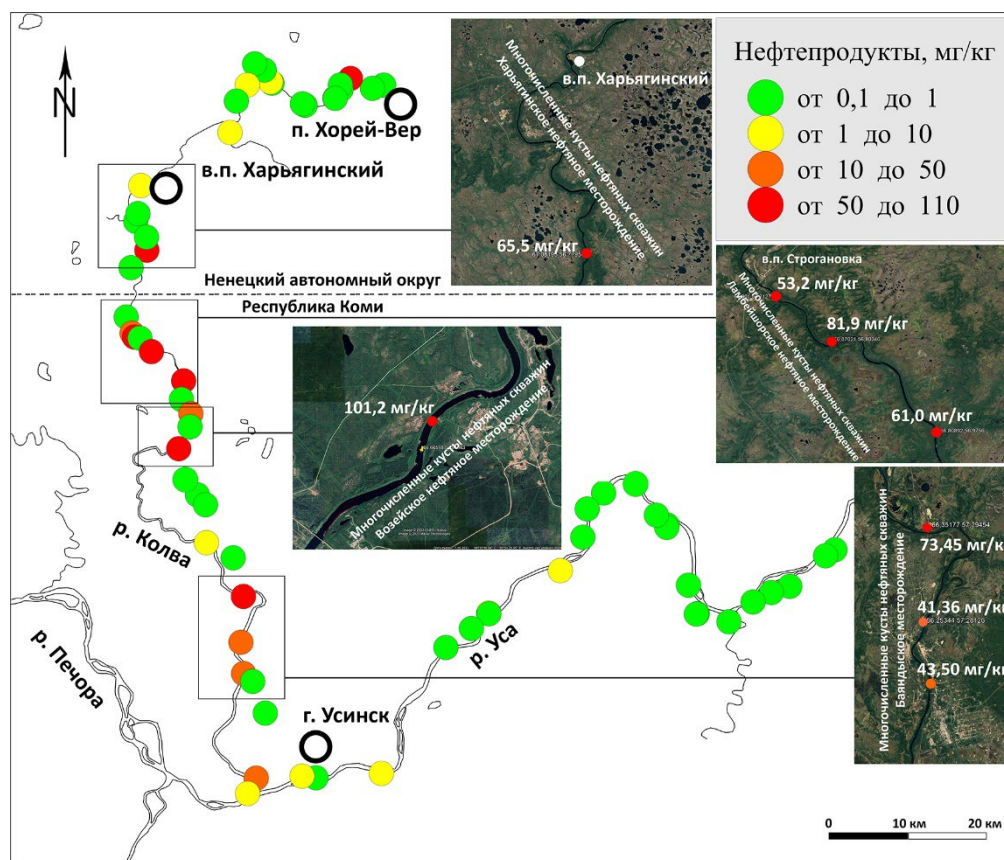 N
п. Хорей-Вер
в.п. Харьягинский
Ненецкий автономный округ
Республика Коми
р. Колва
р. Печора
г. Усинск
р. Уса
в.п. Харьягинский
Многочисленные кусты нефтяных скважин
Харьягинское нефтяное месторождение
65,5 мг/кг
Нефтепродукты, мг/кг
от 0,1 до 1
от 1 до 10
от 10 до 50
от 50 до 110
в.п. Строгановка
53,2 мг/кг
81,9 мг/кг
61,0 мг/кг
Многочисленные кусты нефтяных скважин
Ламбейшорское нефтяное месторождение
101,2 мг/кг
Многочисленные кусты нефтяных скважин
Возейское нефтяное месторождение
73,45 мг/кг
41,36 мг/кг
43,50 мг/кг
Многочисленные кусты нефтяных скважин
Баяндыское месторождение
0 10 км 20 км